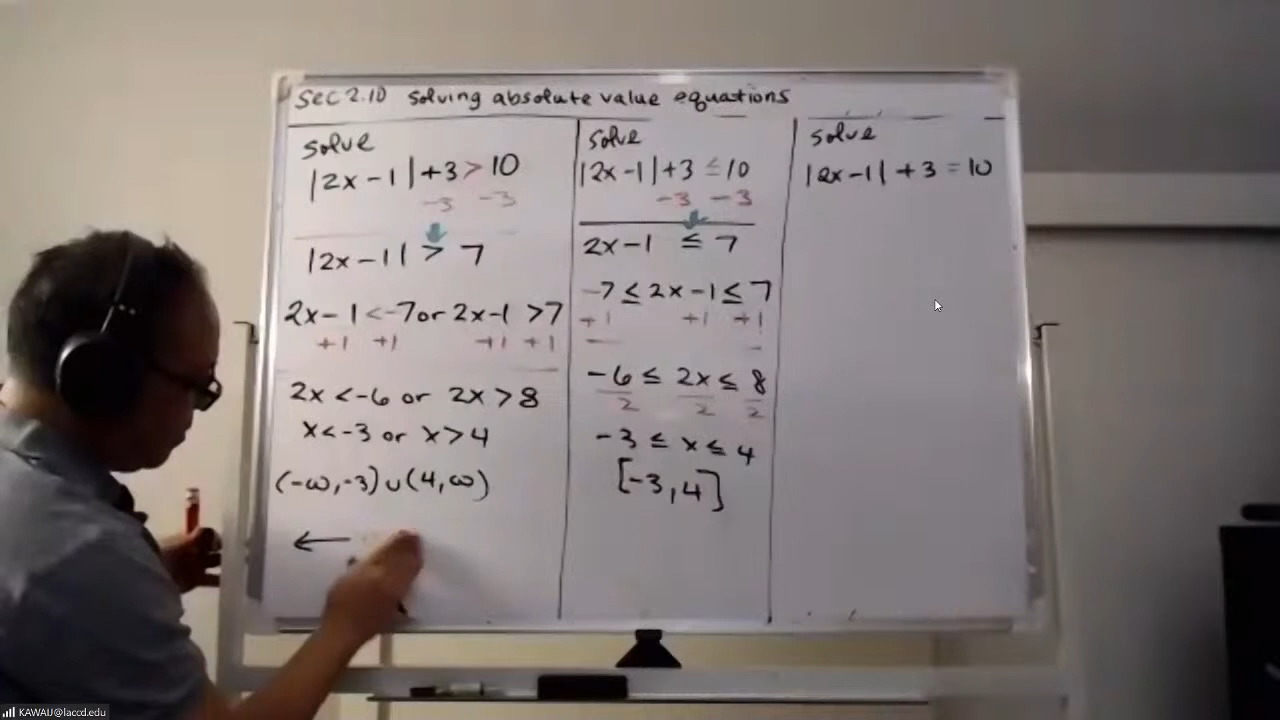 Sec 2.10 Solving absolute value equations
Solve
|2x - 1| + 3 > 10
-3 -3
|2x - 1| > 7
2x - 1 < -7 or 2x - 1 > 7
+1 +1 +1 +1
2x < -6 or 2x > 8
x < -3 or x > 4
(-∞, -3) ∪ (4, ∞)
Solve
|2x - 1| + 3 ≤ 10
-3 -3
2x - 1 ≤ 7
-7 ≤ 2x - 1 ≤ 7
+1 +1 +1
-6 ≤ 2x ≤ 8
2 2 2
-3 ≤ x ≤ 4
[-3, 4]
Solve
|2x - 1| + 3 = 10
KAWAIJ@laccd.edu